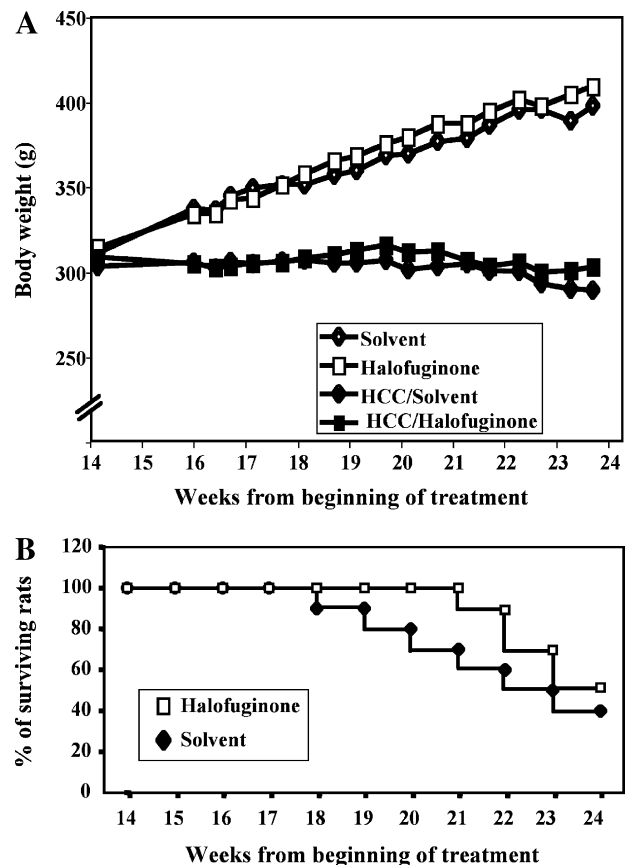 A
450
400
350
300
250
Body weight (g)
Solvent
Halofuginone
HCC/Solvent
HCC/Halofuginone
14 15 16 17 18 19 20 21 22 23 24
Weeks from beginning of treatment
B
120
100
80
60
40
20
0
% of surviving rats
Halofuginone
Solvent
14 15 16 17 18 19 20 21 22 23 24
Weeks from beginning of treatment